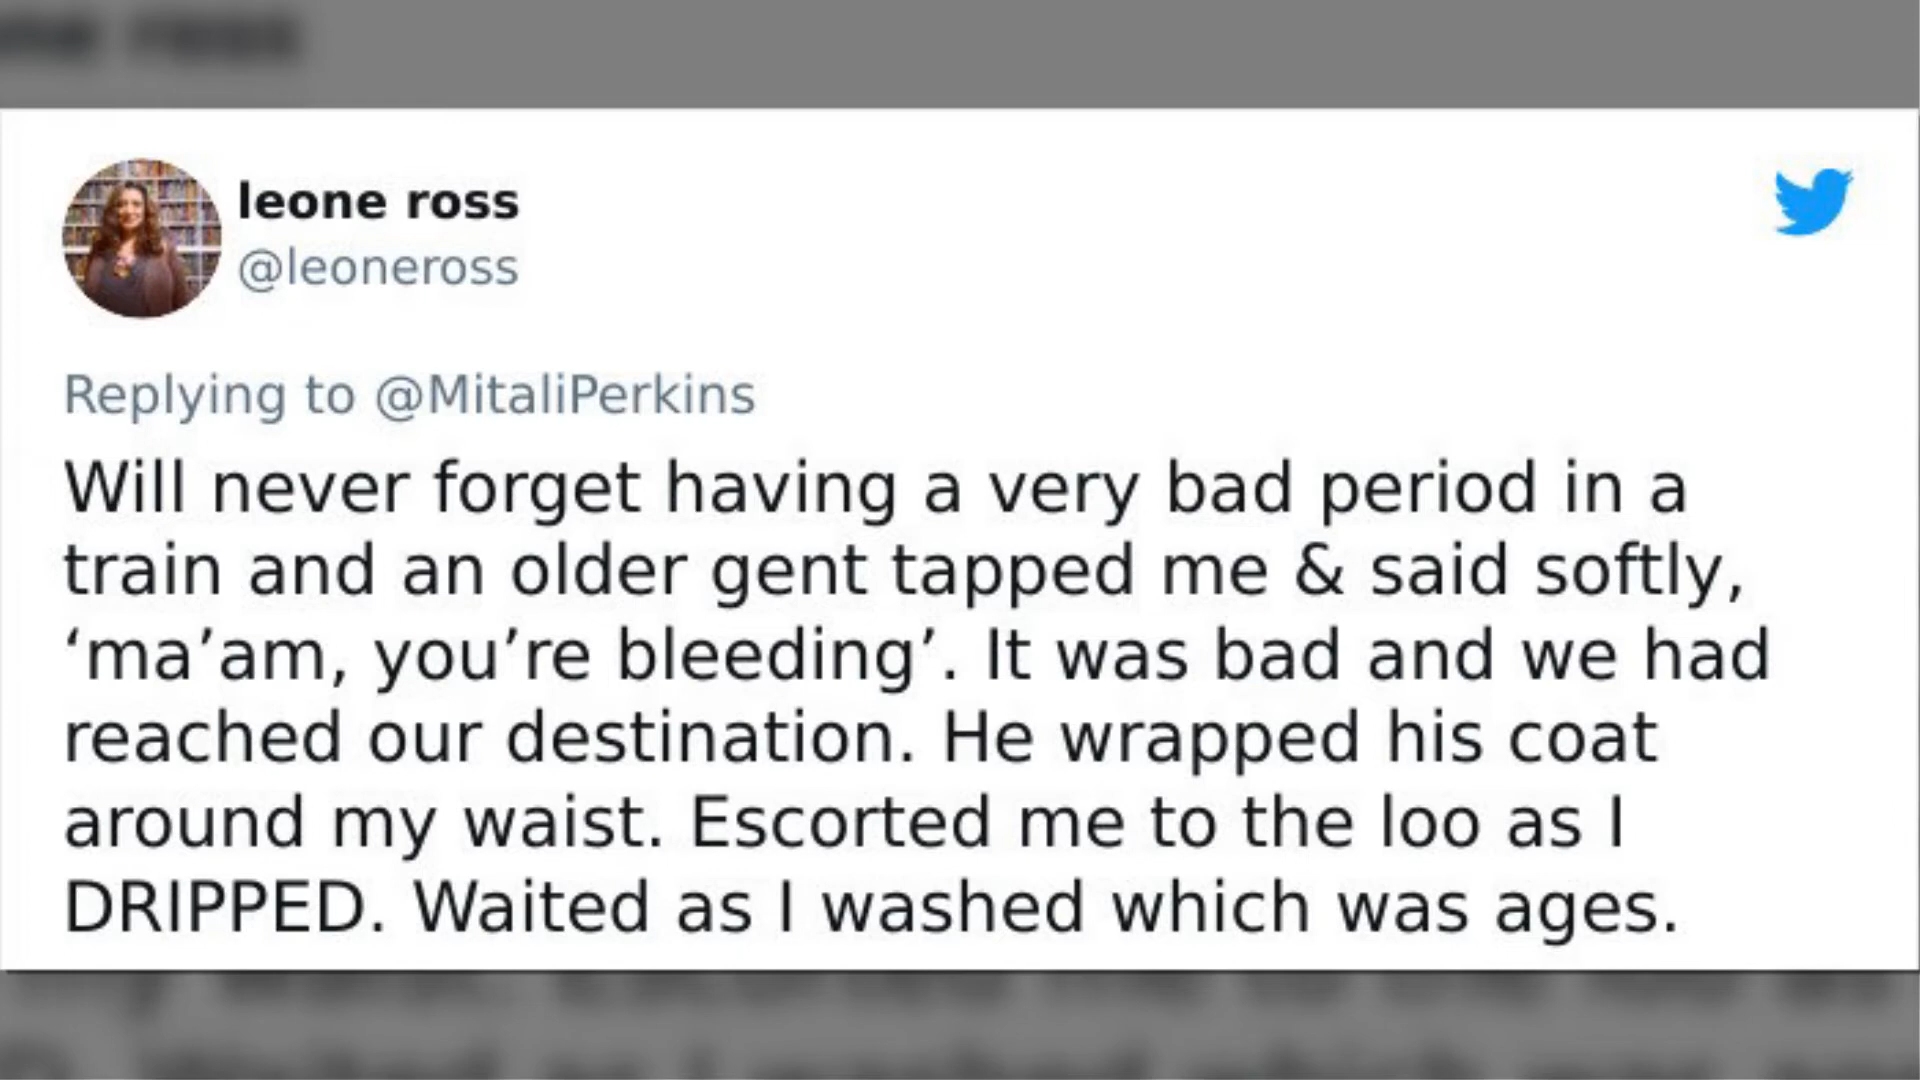 leone ross
@leoneross
Replying to @MitaliPerkins
Will never forget having a very bad period in a
train and an older gent tapped me & said softly,
‘ma’am, you’re bleeding’. It was bad and we had
reached our destination. He wrapped his coat
around my waist. Escorted me to the loo as I
DRIPPED. Waited as I washed which was ages.